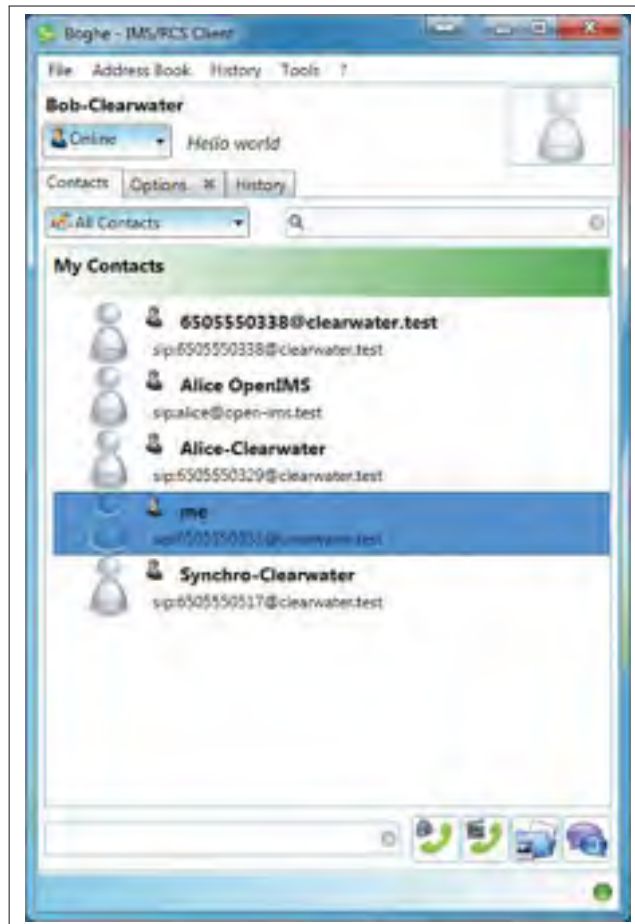 Boghe - IMS/RCS Client
File Address Book History Tools ?
Bob-Clearwater
Online Hello world
Contacts Options History
All Contacts
My Contacts
6505550338@clearwater.test
sip:6505550338@clearwater.test
Alice OpenIMS
sip:alice@open-ims.test
Alice-Clearwater
sip:6505550329@clearwater.test
me
Synchro-Clearwater
sip:6505550517@clearwater.test